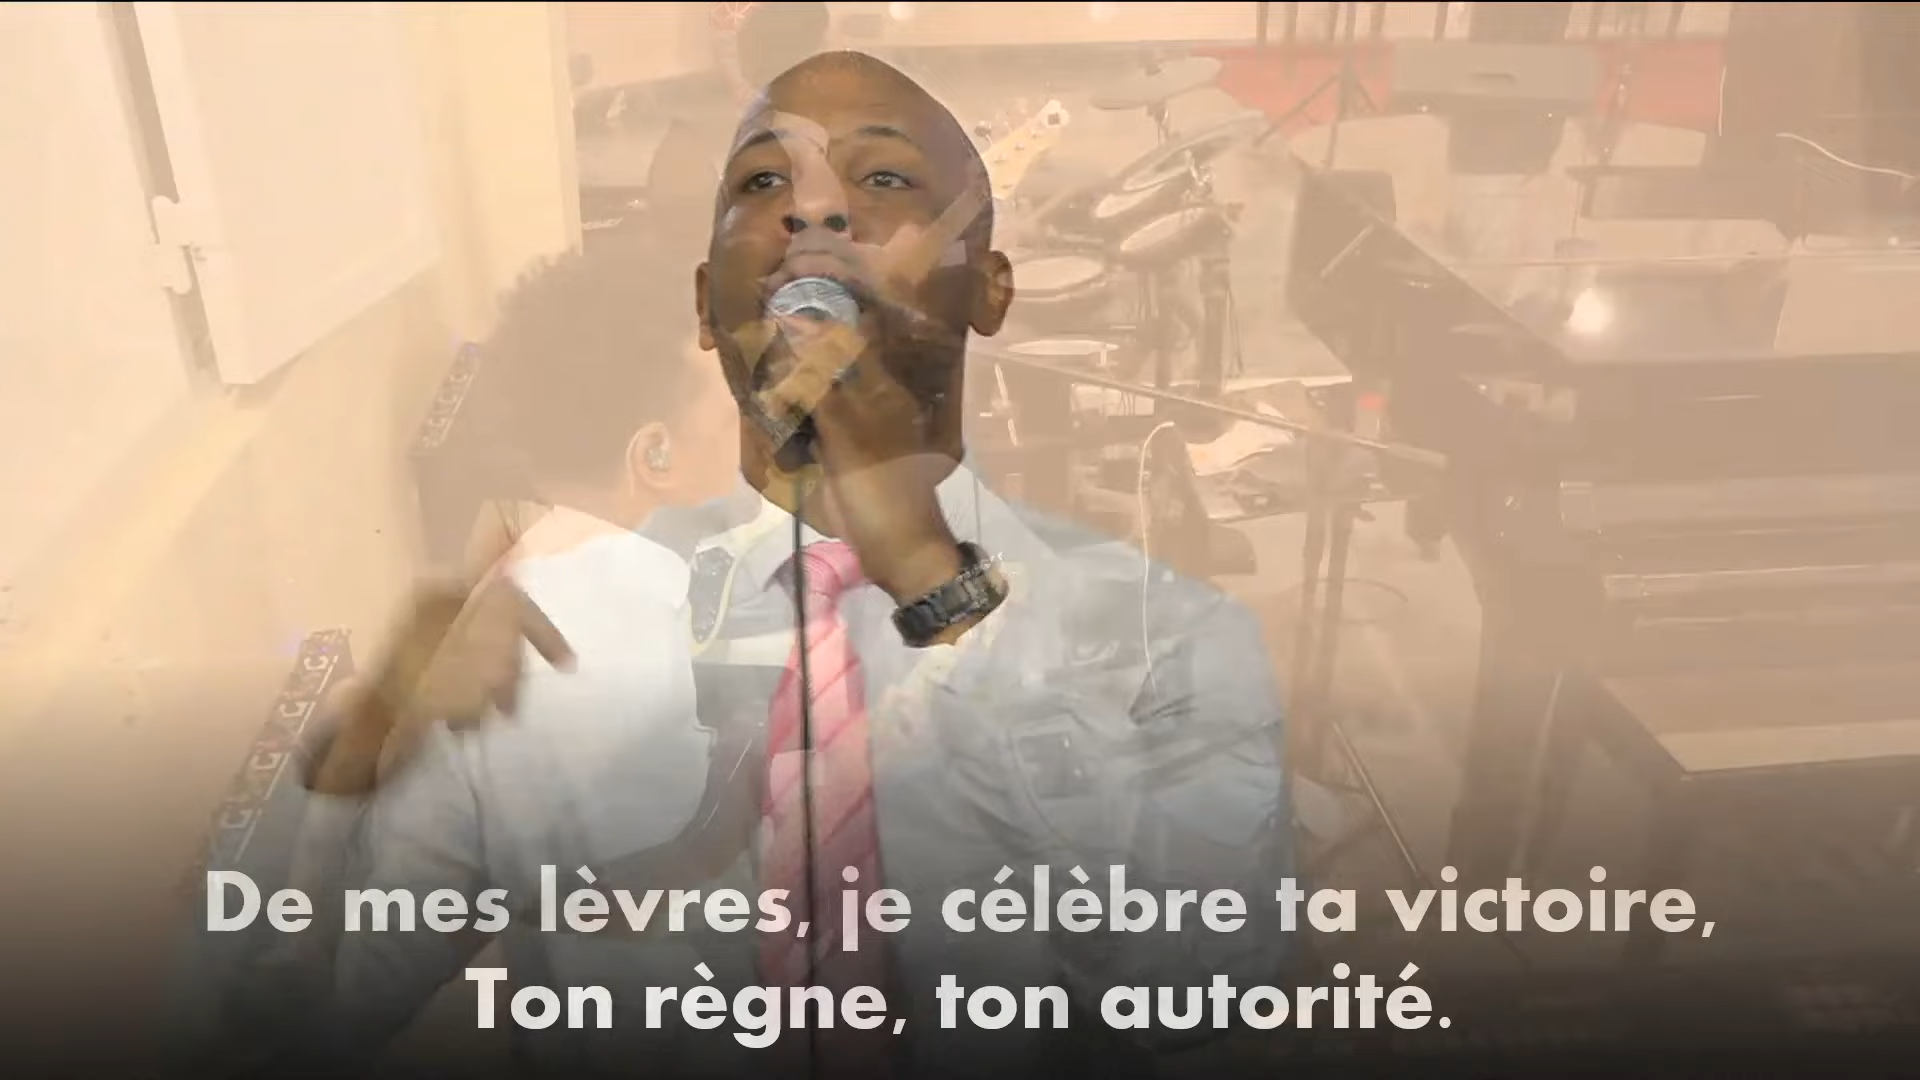 De mes lèvres, je célèbre ta victoire,
Ton règne, ton autorité.